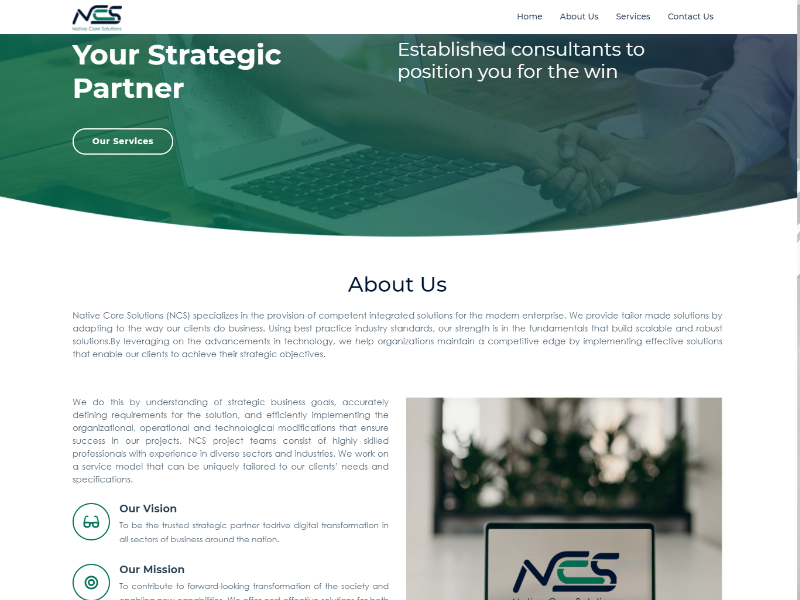 NCS
Native Core Solutions
Home About Us Services Contact Us
Your Strategic
Partner
Established consultants to
position you for the win
Our Services
About Us
Native Core Solutions (NCS) specializes in the provision of competent integrated solutions for the modern enterprise. We provide tailor made solutions by
adapting to the way our clients do business. Using best practice industry standards, our strength is in the fundamentals that build scalable and robust
solutions.By leveraging on the advancements in technology, we help organizations maintain a competitive edge by implementing effective solutions
that enable our clients to achieve their strategic objectives.
We do this by understanding of strategic business goals, accurately
defining requirements for the solution, and efficiently implementing the
organizational, operational and technological modifications that ensure
success in our projects. NCS project teams consist of highly skilled
professionals with experience in diverse sectors and industries. We work on
a service model that can be uniquely tailored to our clients' needs and
specifications.
Our Vision
To be the trusted strategic partner todrive digital transformation in
all sectors of business around the nation.
Our Mission
To contribute to forward-looking transformation of the society and
NCS